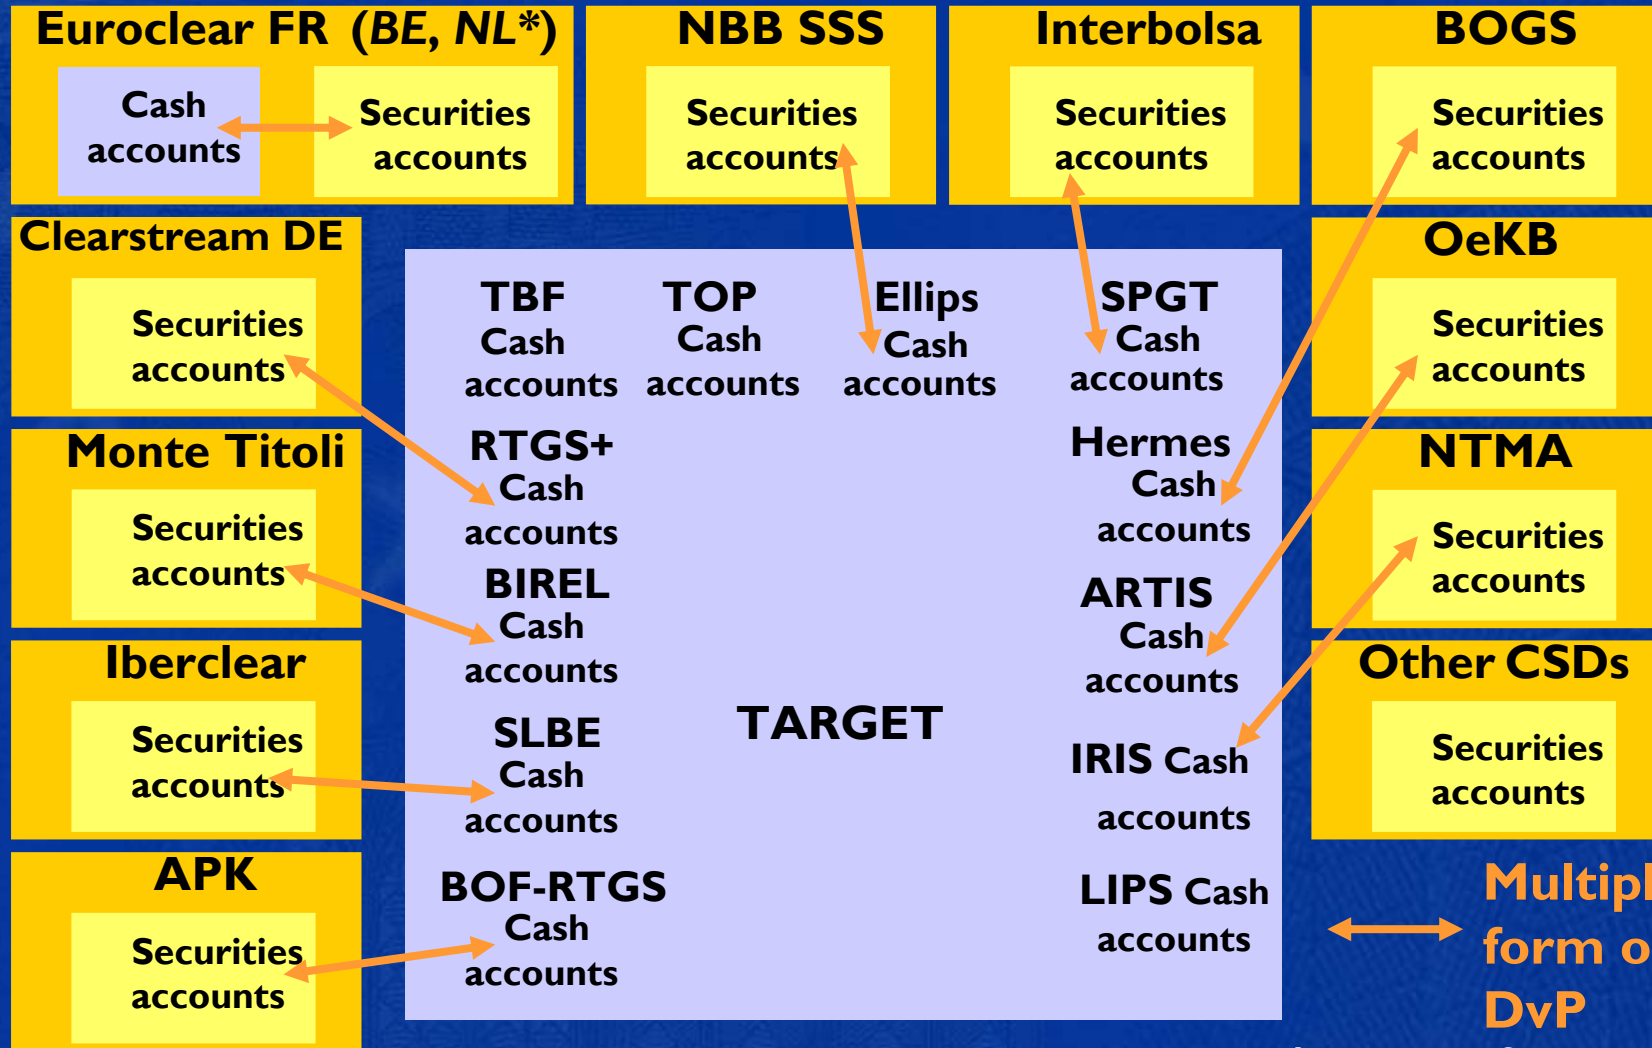 Euroclear FR (BE, NL*)
Cash
accounts
Securities
accounts
NBB SSS
Securities
accounts
Interbolsa
Securities
accounts
BOGS
Securities
accounts
Clearstream DE
Securities
accounts
Monte Titoli
Securities
accounts
Iberclear
Securities
accounts
APK
Securities
accounts
TBF
Cash
accounts
TOP
Cash
accounts
Ellips
Cash
accounts
SPGT
Cash
accounts
RTGS+
Cash
accounts
BIREL
Cash
accounts
SLBE
Cash
accounts
BOF-RTGS
Cash
accounts
TARGET
Hermes
Cash
accounts
ARTIS
Cash
accounts
IRIS Cash
accounts
LIPS Cash
accounts
OeKB
Securities
accounts
NTMA
Securities
accounts
Other CSDs
Securities
accounts
form
DvP